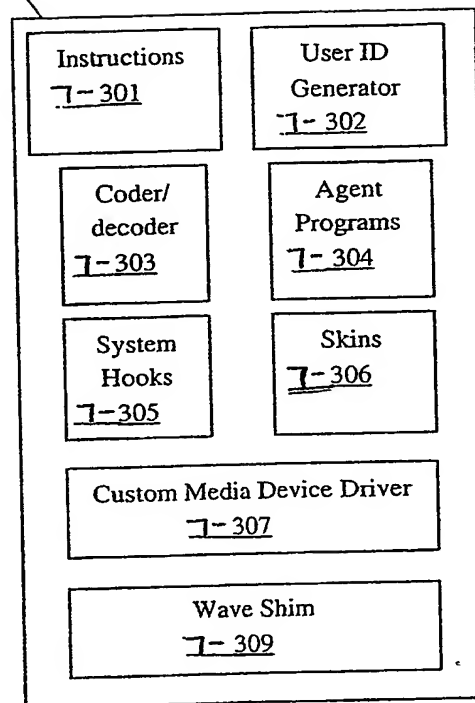 Instructions
7-301
User ID
Generator
7-302
Coder/
decoder
7-303
Agent
Programs
7-304
System
Hooks
7-305
Skins
7-306
Custom Media Device Driver
7-307
Wave Shim
7-309